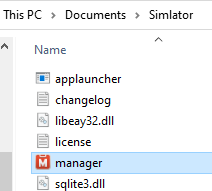 This PC > Documents > Simlator
Name
applauncher
changelog
libeay32.dll
license
manager
sqlite3.dll